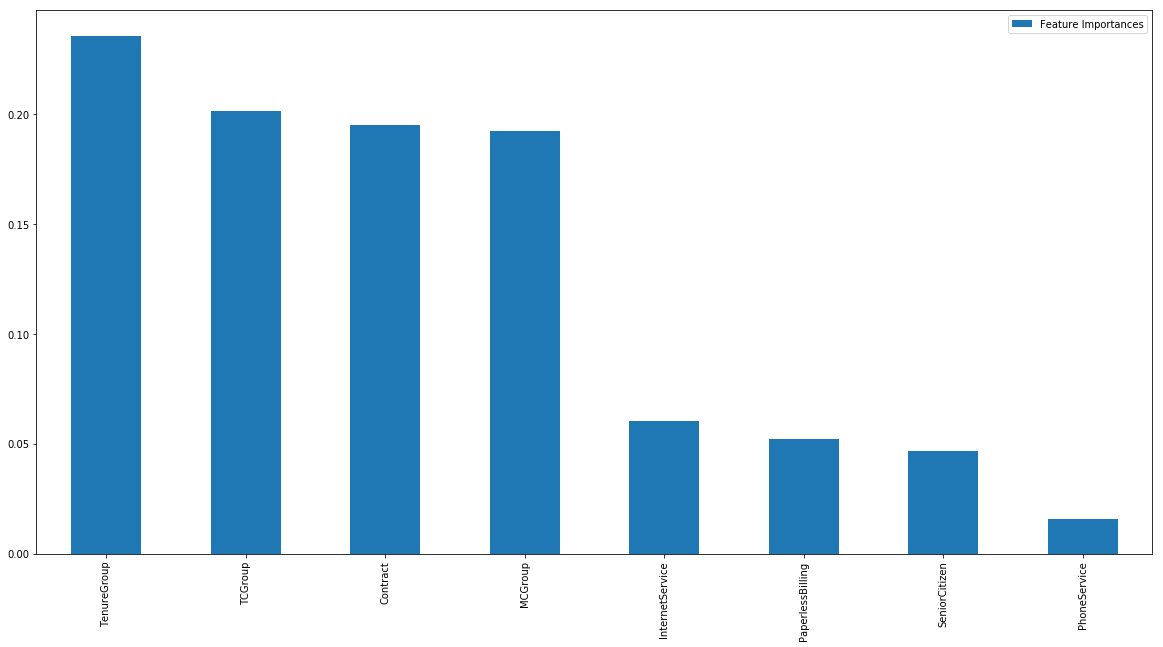 Feature Importances
0.20
0.15
0.10
0.05
0.00
TenureGroup
TCGroup
Contract
MCGroup
InternetService
PaperlessBilling
SeniorCitizen
PhoneService